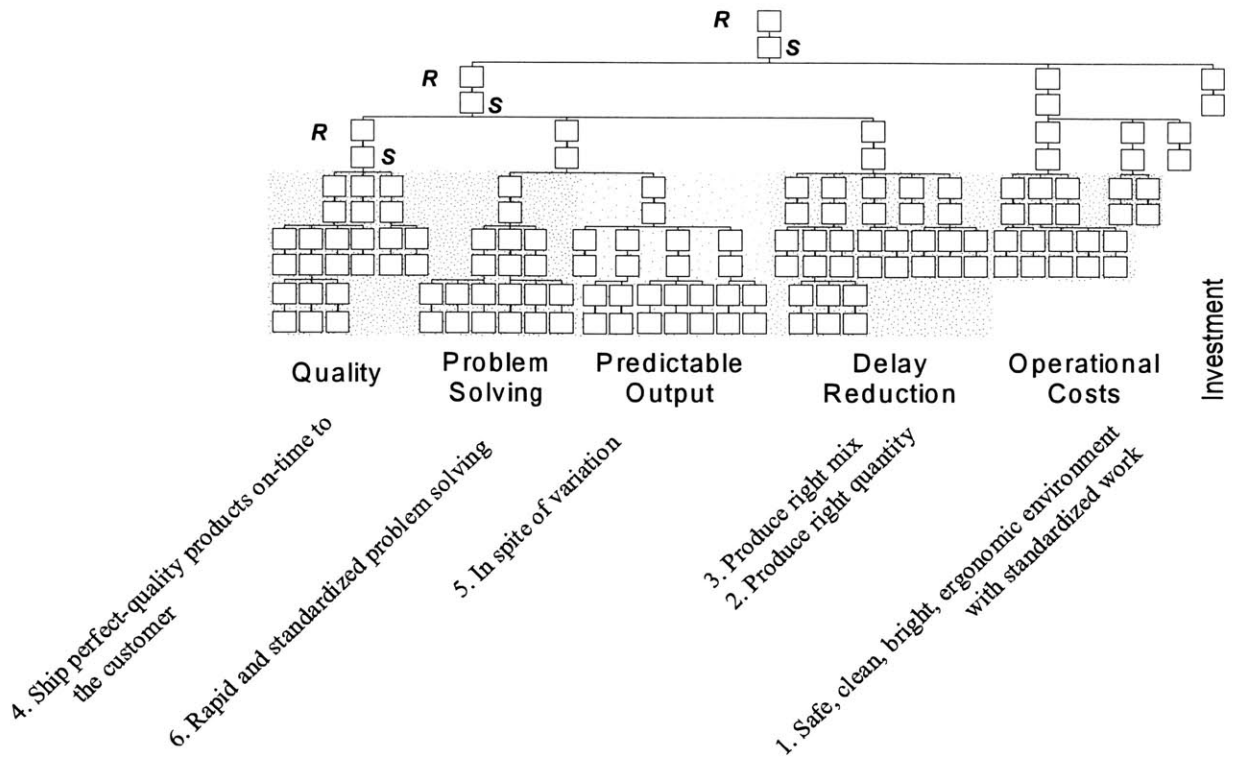 R
S
R
S
R
S
Quality
Problem
Solving
Predictable
Output
Delay
Reduction
Operational
Costs
Investment
4. Ship perfect-quality products on-time to
the customer
6. Rapid and standardized problem solving
5. In spite of variation
3. Produce right mix
2. Produce right quantity
1. Safe, clean, bright, ergonomic environment
with standardized work